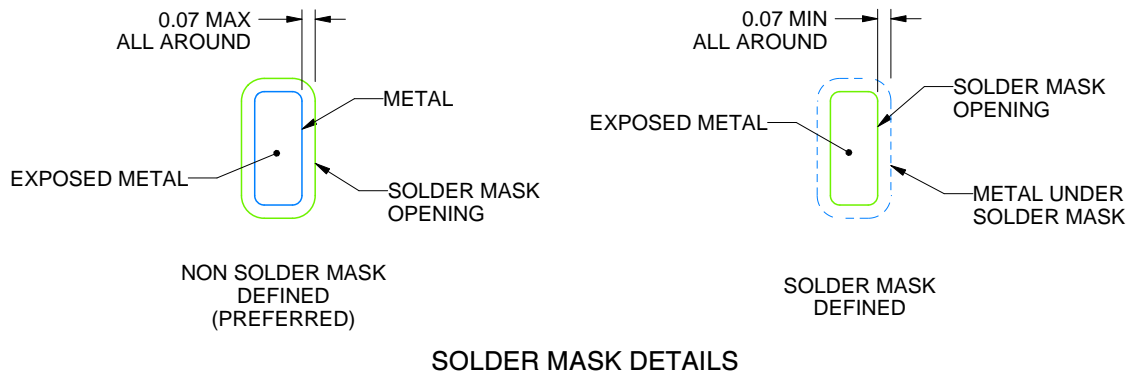 0.07 MAX
ALL AROUND
METAL
EXPOSED METAL
SOLDER MASK
OPENING
NON SOLDER MASK
DEFINED
(PREFERRED)
0.07 MIN
ALL AROUND
SOLDER MASK
OPENING
EXPOSED METAL
METAL UNDER
SOLDER MASK
SOLDER MASK
DEFINED
SOLDER MASK DETAILS